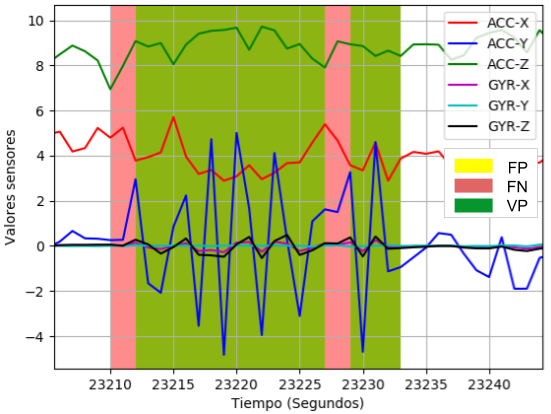 10
8
6
4
2
0
−2
−4
Valores sensores
ACC-X
ACC-Y
ACC-Z
GYR-X
GYR-Y
GYR-Z
FP
FN
VP
23210 23215 23220 23225 23230 23235 23240
Tiempo (Segundos)